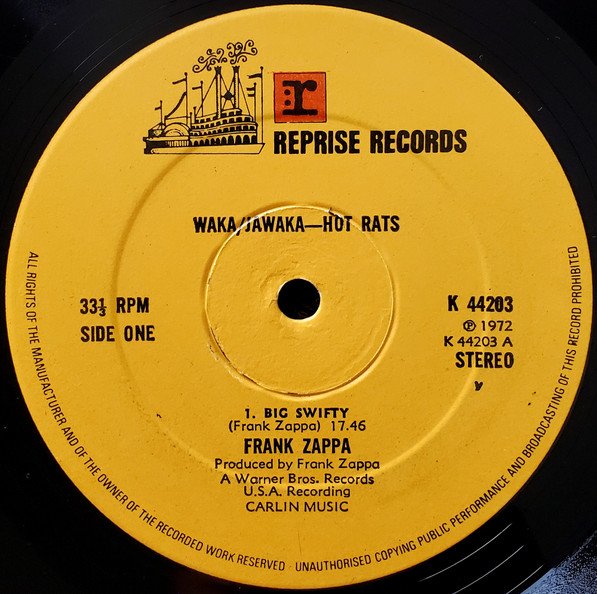 :r
REPRISE RECORDS
WAKA/JAWAKA—HOT RATS
33⅓ RPM
SIDE ONE
K 44203
℗ 1972
K 44203 A
STEREO
1. BIG SWIFTY
(Frank Zappa) 17.46
FRANK ZAPPA
Produced by Frank Zappa
A Warner Bros. Records
U.S.A. Recording
CARLIN MUSIC
ALL RIGHTS OF THE MANUFACTURER AND OF THE OWNER OF THE RECORDED WORK RESERVED · UNAUTHORISED COPYING PUBLIC PERFORMANCE AND BROADCASTING OF THIS RECORD PROHIBITED